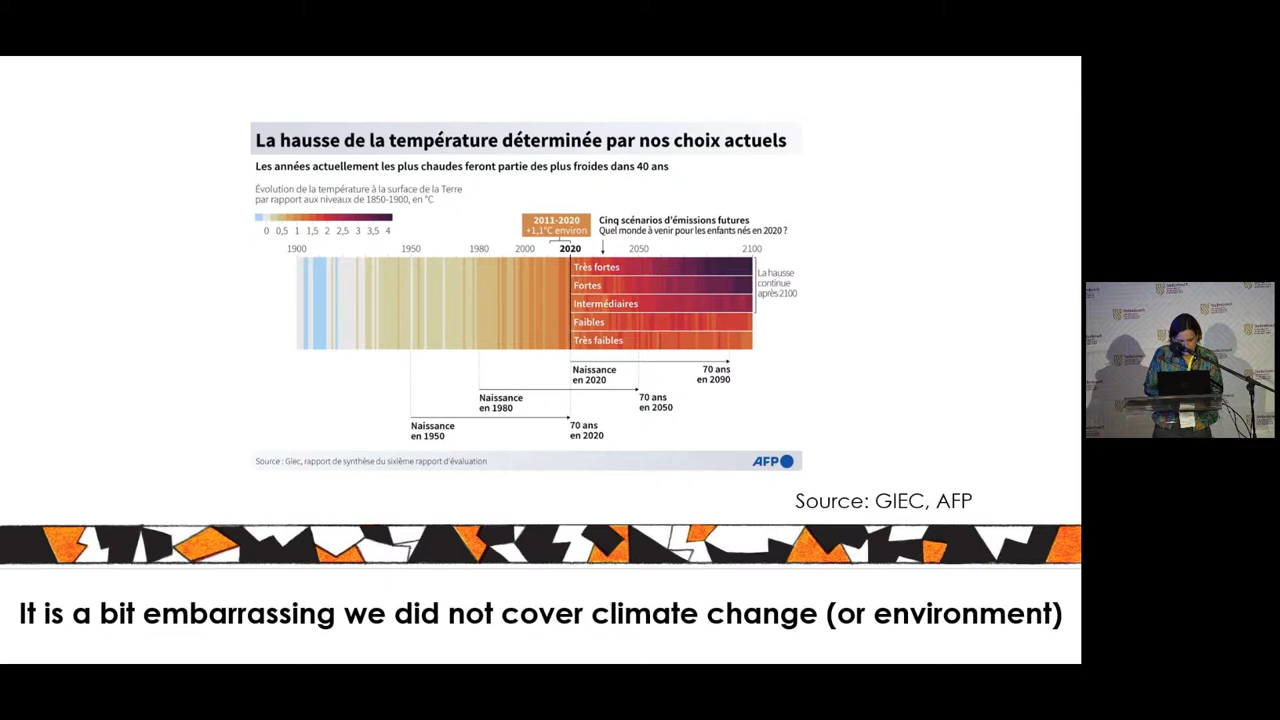 La hausse de la température déterminée par nos choix actuels
Les années actuellement les plus chaudes feront partie des plus froides dans 40 ans
Évolution de la température à la surface de la Terre
par rapport aux niveaux de 1850-1900, en °C
0 0,5 1 1,5 2 2,5 3 3,5 4
2011-2020
+1,1°C environ
Cinq scénarios d'émissions futures
Quel monde à venir pour les enfants nés en 2020 ?
1900 1950 1980 2000 2020 2050 2100
Très fortes
Fortes
Intermédiaires
Faibles
Très faibles
La hausse
continue
après 2100
Naissance
en 2020
70 ans
en 2090
Naissance
en 1980
70 ans
en 2050
Naissance
en 1950
70 ans
en 2020
Source : Giec, rapport de synthèse du sixième rapport d'évaluation
AFP
Source: GIEC, AFP
It is a bit embarrassing we did not cover climate change (or environment)